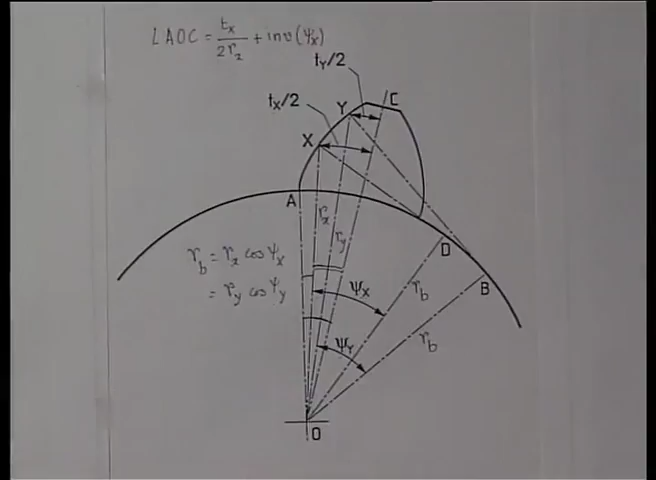 ∠AOC = tx/2rx + inv(ψx)
tY/2
tX/2
Y
C
X
A
rx
ry
rb = rx cos ψx
= ry cos ψy
D
ψX
rb
B
ψY
rb
O